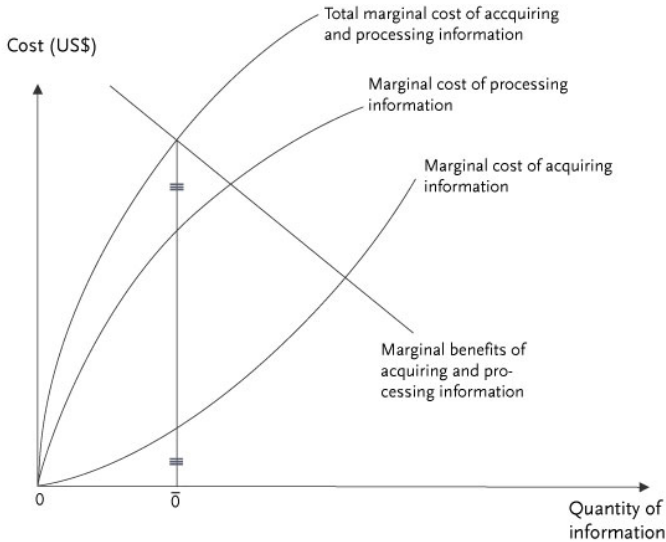 Total marginal cost of accquiring
and processing information
Cost (US$)
Marginal cost of processing
information
Marginal cost of acquiring
information
Marginal benefits of
acquiring and pro-
cessing information
0
0̅
Quantity of
information